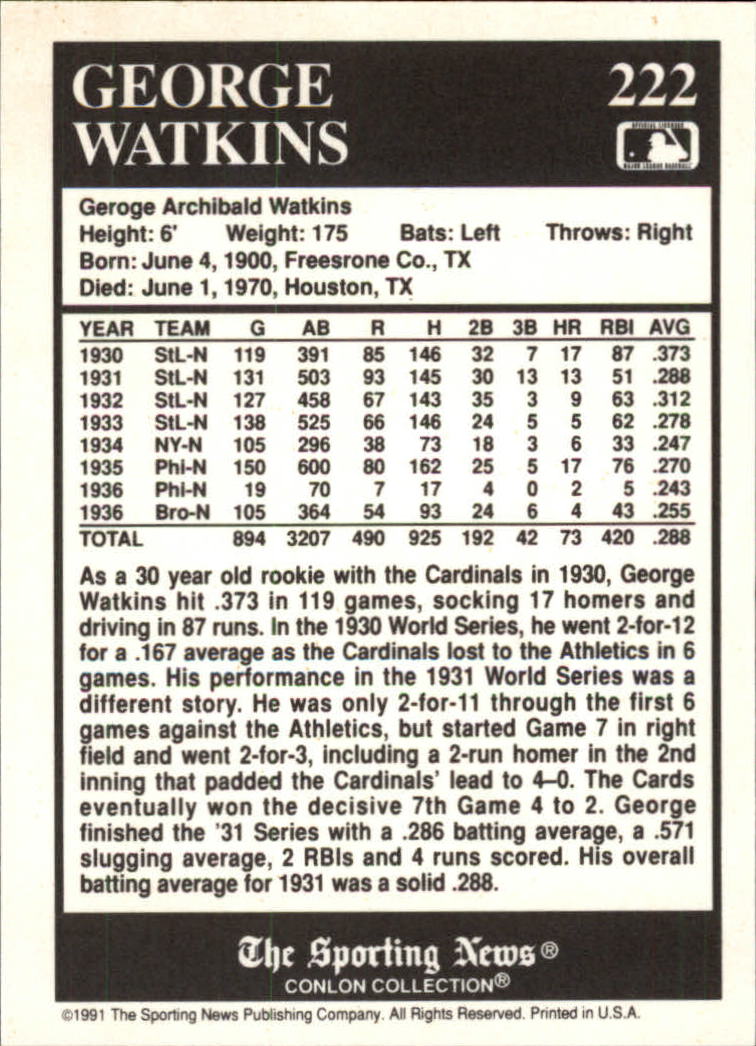 GEORGE
WATKINS
222
OFFICIAL LICENSEE
MAJOR LEAGUE BASEBALL
Geroge Archibald Watkins
Height: 6' Weight: 175 Bats: Left Throws: Right
Born: June 4, 1900, Freesrone Co., TX
Died: June 1, 1970, Houston, TX
YEAR TEAM G AB R H 2B 3B HR RBI AVG
1930 StL-N 119 391 85 146 32 7 17 87 .373
1931 StL-N 131 503 93 145 30 13 13 51 .288
1932 StL-N 127 458 67 143 35 3 9 63 .312
1933 StL-N 138 525 66 146 24 5 5 62 .278
1934 NY-N 105 296 38 73 18 3 6 33 .247
1935 Phi-N 150 600 80 162 25 5 17 76 .270
1936 Phi-N 19 70 7 17 4 0 2 5 .243
1936 Bro-N 105 364 54 93 24 6 4 43 .255
TOTAL 894 3207 490 925 192 42 73 420 .288
As a 30 year old rookie with the Cardinals in 1930, George
Watkins hit .373 in 119 games, socking 17 homers and
driving in 87 runs. In the 1930 World Series, he went 2-for-12
for a .167 average as the Cardinals lost to the Athletics in 6
games. His performance in the 1931 World Series was a
different story. He was only 2-for-11 through the first 6
games against the Athletics, but started Game 7 in right
field and went 2-for-3, including a 2-run homer in the 2nd
inning that padded the Cardinals' lead to 4–0. The Cards
eventually won the decisive 7th Game 4 to 2. George
finished the '31 Series with a .286 batting average, a .571
slugging average, 2 RBIs and 4 runs scored. His overall
batting average for 1931 was a solid .288.
The Sporting News®
CONLON COLLECTION®
©1991 The Sporting News Publishing Company. All Rights Reserved. Printed in U.S.A.